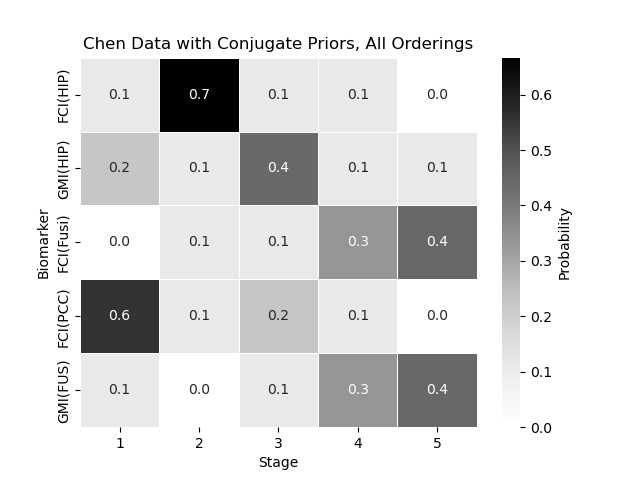 Chen Data with Conjugate Priors, All Orderings
FCI(HIP) 0.1 0.7 0.1 0.1 0.0
GMI(HIP) 0.2 0.1 0.4 0.1 0.1
FCI(Fusi) 0.0 0.1 0.1 0.3 0.4
FCI(PCC) 0.6 0.1 0.2 0.1 0.0
GMI(FUS) 0.1 0.0 0.1 0.3 0.4
1 2 3 4 5
Stage
Biomarker
0.6
0.5
0.4
0.3
0.2
0.1
0.0
Probability